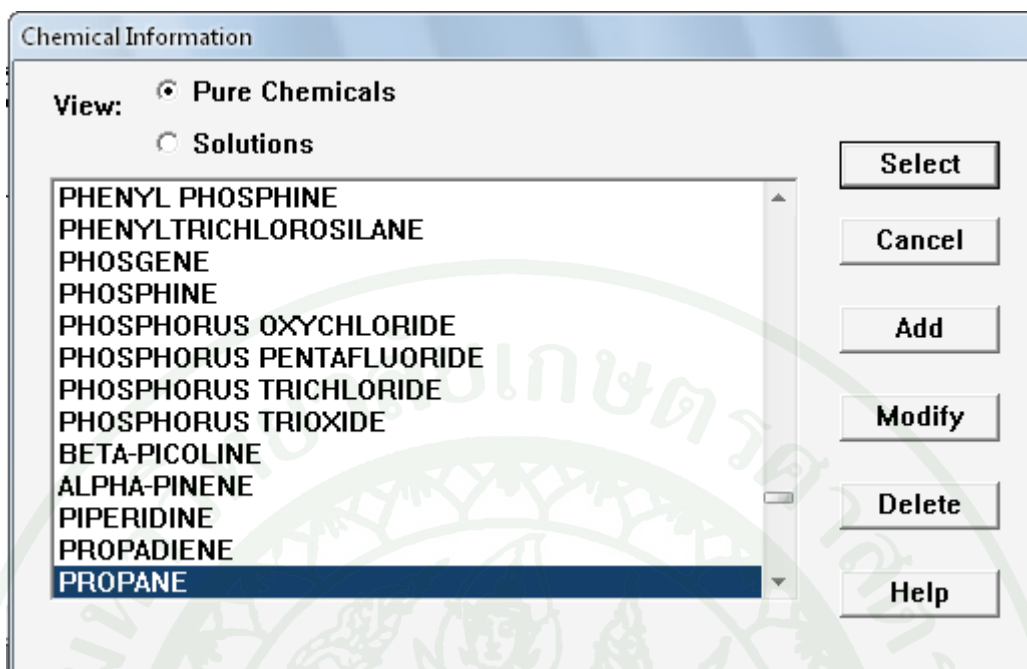 Chemical Information
View:
Pure Chemicals
Solutions
PHENYL PHOSPHINE
PHENYLTRICHLOROSILANE
PHOSGENE
PHOSPHINE
PHOSPHORUS OXYCHLORIDE
PHOSPHORUS PENTAFLUORIDE
PHOSPHORUS TRICHLORIDE
PHOSPHORUS TRIOXIDE
BETA-PICOLINE
ALPHA-PINENE
PIPERIDINE
PROPADIENE
PROPANE
Select
Cancel
Add
Modify
Delete
Help